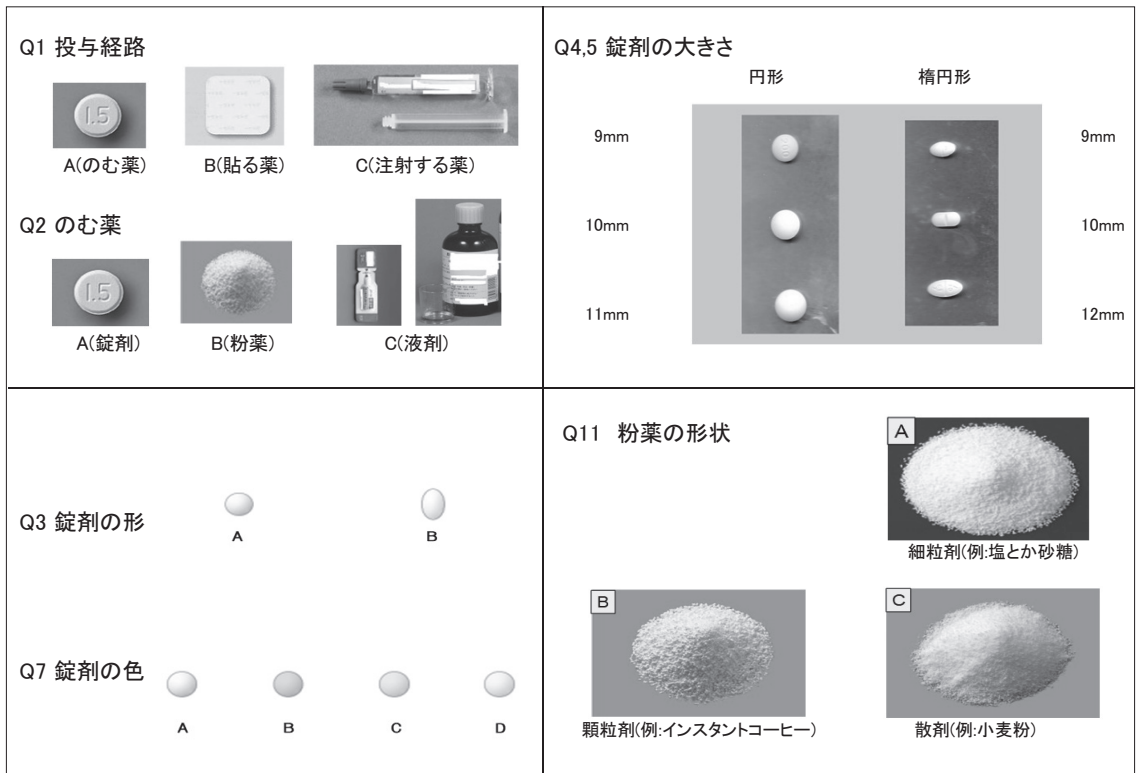 Q1 投与経路
1.5
A(のむ薬)
B(貼る薬)
C(注射する薬)
Q2 のむ薬
1.5
A(錠剤)
B(粉薬)
C(液剤)
Q4,5 錠剤の大きさ
円形
楕円形
9mm
9mm
10mm
10mm
11mm
12mm
Q3 錠剤の形
A
B
Q7 錠剤の色
A
B
C
D
Q11 粉薬の形状
A
細粒剤(例:塩とか砂糖)
B
顆粒剤(例:インスタントコーヒー)
C
散剤(例:小麦粉)